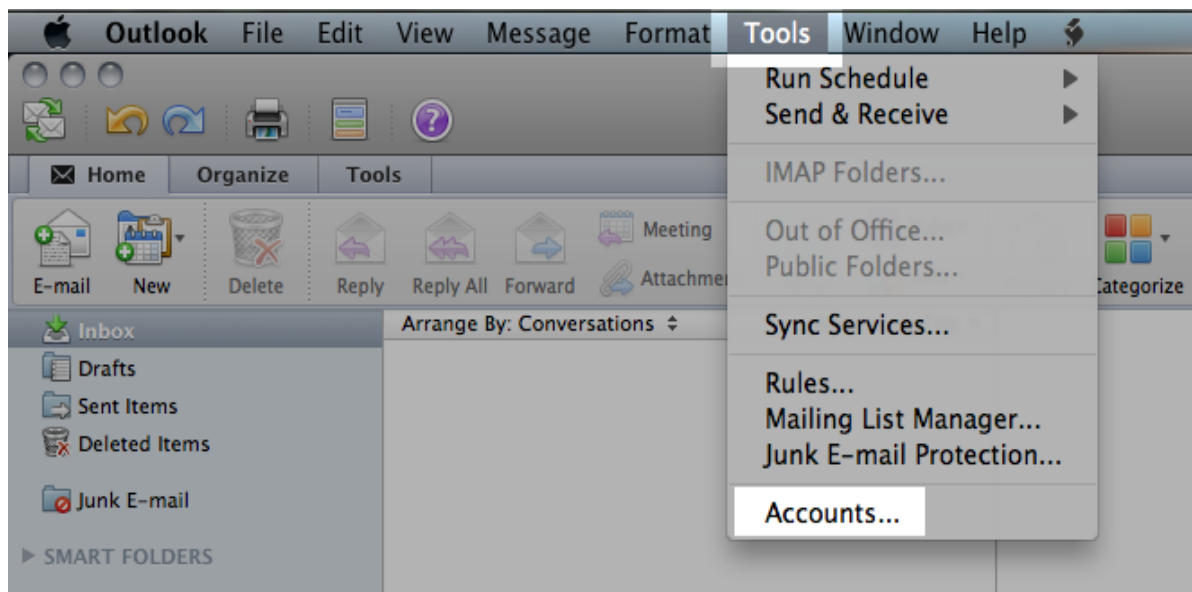 Outlook File Edit View Message Format Tools Window Help
Run Schedule
Send & Receive
IMAP Folders...
Out of Office...
Public Folders...
Sync Services...
Rules...
Mailing List Manager...
Junk E-mail Protection...
Accounts...
Home Organize Tools
E-mail New Delete Reply Reply All Forward
Meeting
Attachme
Categorize
Arrange By: Conversations
Inbox
Drafts
Sent Items
Deleted Items
Junk E-mail
SMART FOLDERS